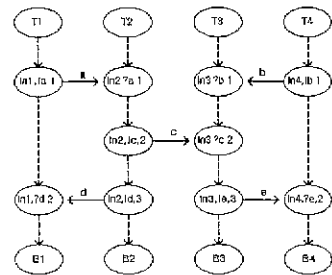 T1 T2 T3 T4
In1,!a,1 a In2,?a,1 In3,?b,1 b In4,!b,1
In2,!c,2 c In3,?c,2
In1,?d,2 d In2,!d,3 In3,!e,3 e In4,?e,2
B1 B2 B3 B4